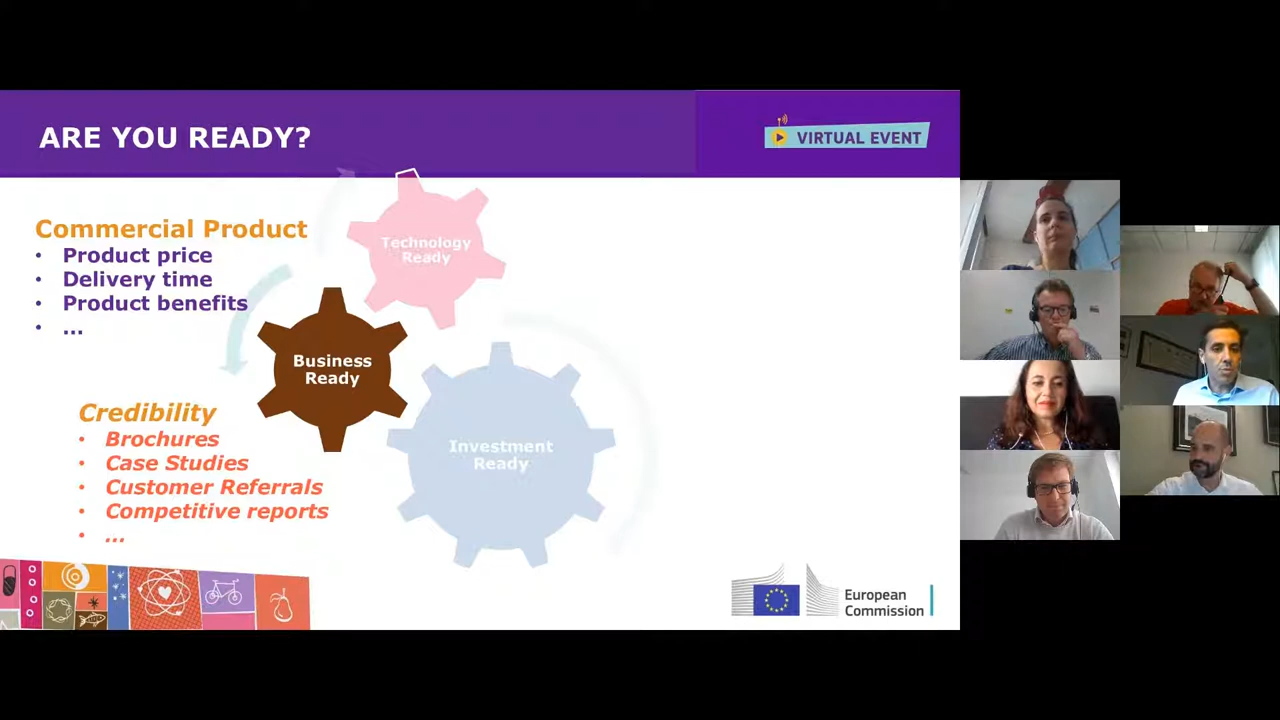 ARE YOU READY?
VIRTUAL EVENT
Commercial Product
• Product price
• Delivery time
• Product benefits
• ...
Technology
Ready
Business
Ready
Investment
Ready
Credibility
• Brochures
• Case Studies
• Customer Referrals
• Competitive reports
• ...
European
Commission